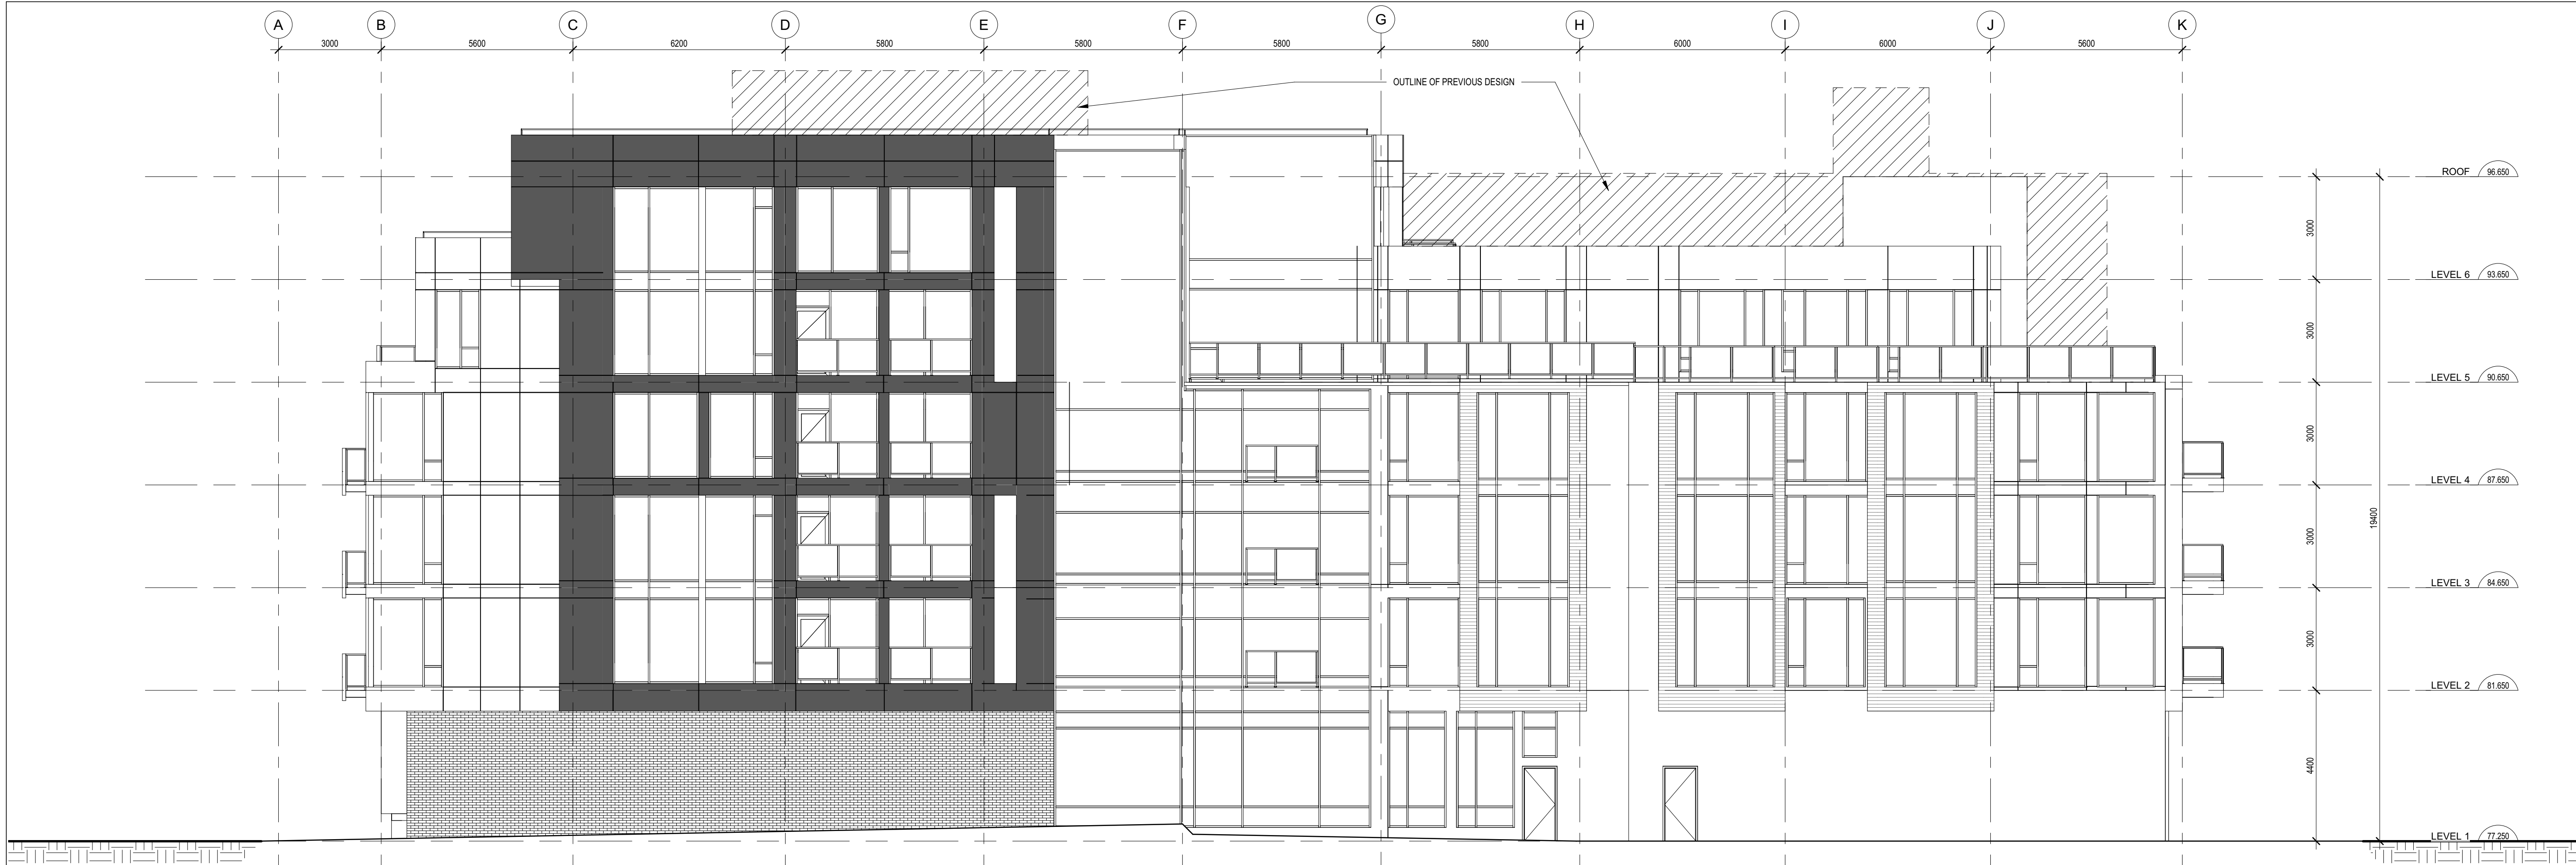 A B C D E F G H I J K
3000 5600 6200 5800 5800 5800 5800 6000 6000 5600
OUTLINE OF PREVIOUS DESIGN
ROOF 96.650
3000
LEVEL 6 93.650
3000
LEVEL 5 90.650
3000
LEVEL 4 87.650
19400
3000
LEVEL 3 84.650
3000
LEVEL 2 81.650
4400
LEVEL 1 77.250